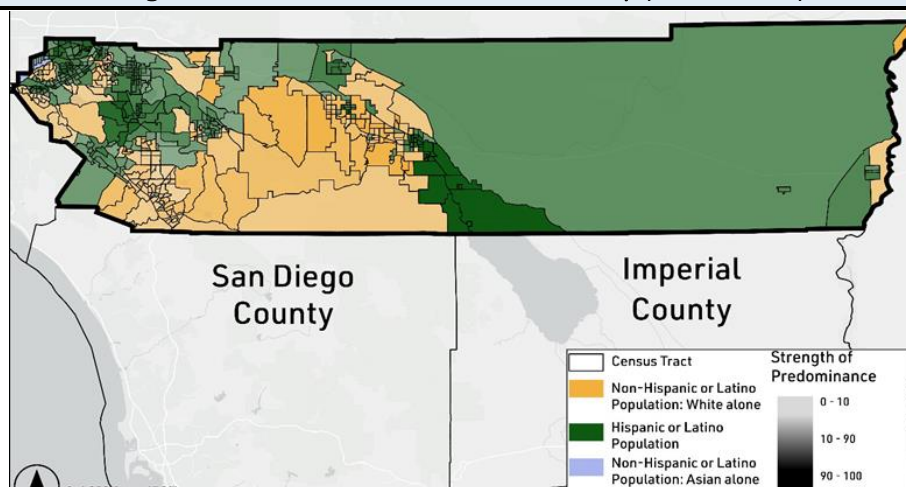 San Diego
County
Imperial
County
Census Tract
Non-Hispanic or Latino
Population: White alone
Hispanic or Latino
Population
Non-Hispanic or Latino
Population: Asian alone
Strength of
Predominance
0 - 10
10 - 90
90 - 100